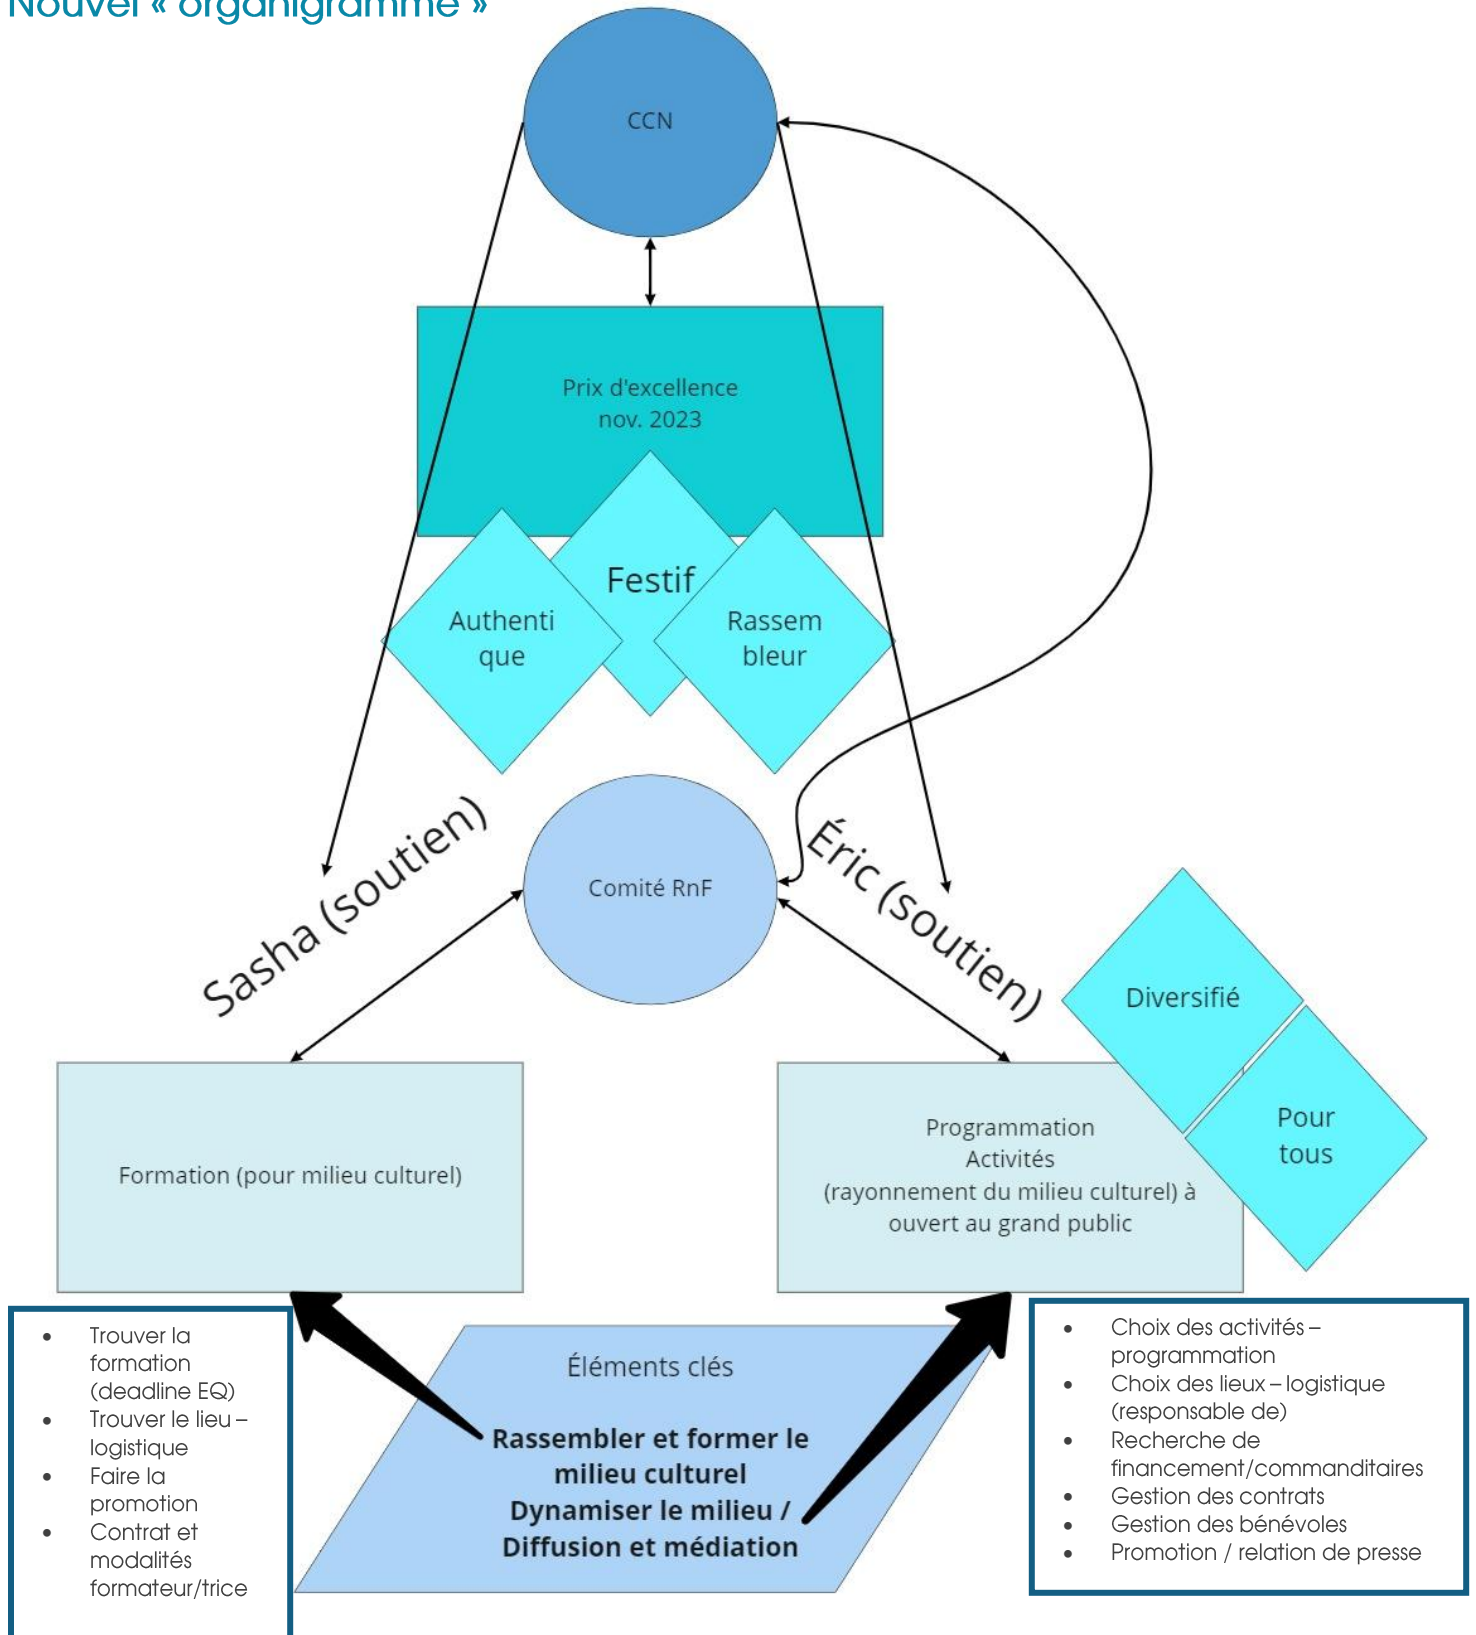 Nouvel « organigramme »
CCN
Prix d'excellence
nov. 2023
Festif
Authenti
que
Rassem
bleur
Sasha (soutien)
Comité RnF
Éric (soutien)
Diversifié
Pour
tous
Formation (pour milieu culturel)
Programmation
Activités
(rayonnement du milieu culturel) à
ouvert au grand public
• Trouver la
formation
(deadline EQ)
• Trouver le lieu –
logistique
• Faire la
promotion
• Contrat et
modalités
formateur/trice
Éléments clés
Rassembler et former le
milieu culturel
Dynamiser le milieu /
Diffusion et médiation
• Choix des activités –
programmation
• Choix des lieux – logistique
(responsable de)
• Recherche de
financement/commanditaires
• Gestion des contrats
• Gestion des bénévoles
• Promotion / relation de presse